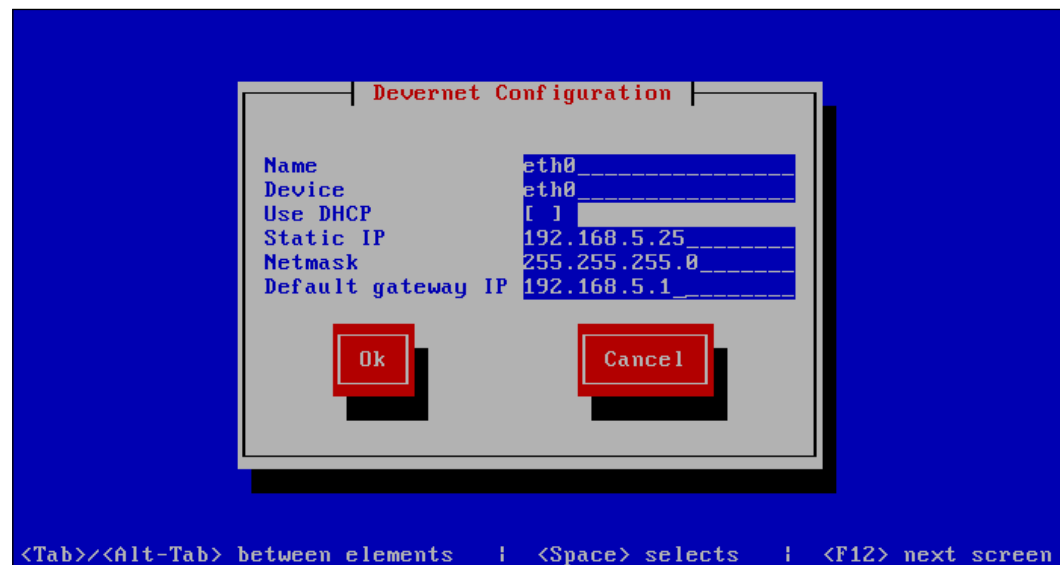 Devernet Configuration
Name eth0________________
Device eth0________________
Use DHCP [ ]
Static IP 192.168.5.25________
Netmask 255.255.255.0_______
Default gateway IP 192.168.5.1_________
Ok Cancel
<Tab>/<Alt-Tab> between elements | <Space> selects | <F12> next screen